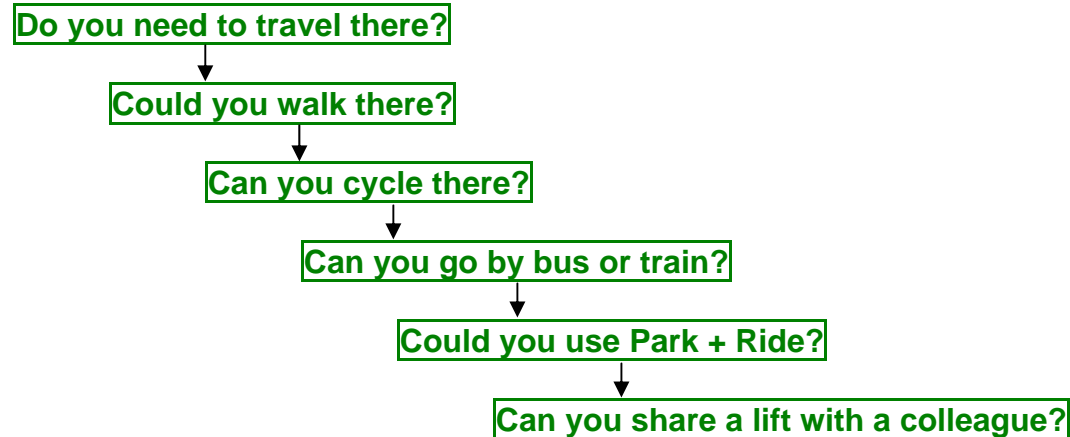 Do you need to travel there?
Could you walk there?
Can you cycle there?
Can you go by bus or train?
Could you use Park + Ride?
Can you share a lift with a colleague?